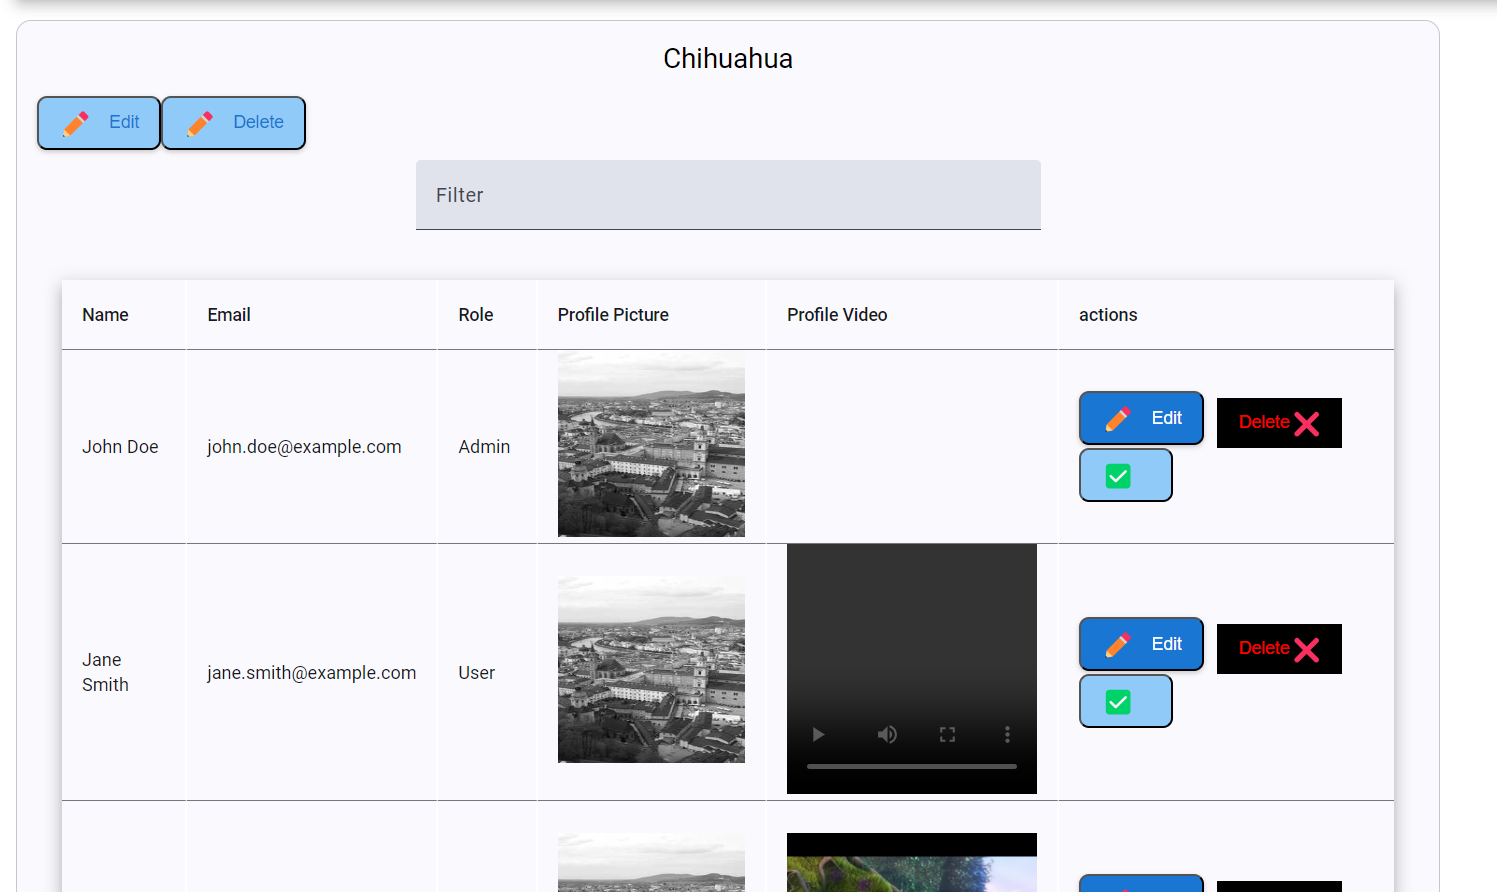 Chihuahua
Edit
Delete
Filter
Name Email Role Profile Picture Profile Video actions
John Doe john.doe@example.com Admin Edit Delete
Jane
Smith jane.smith@example.com User Edit Delete